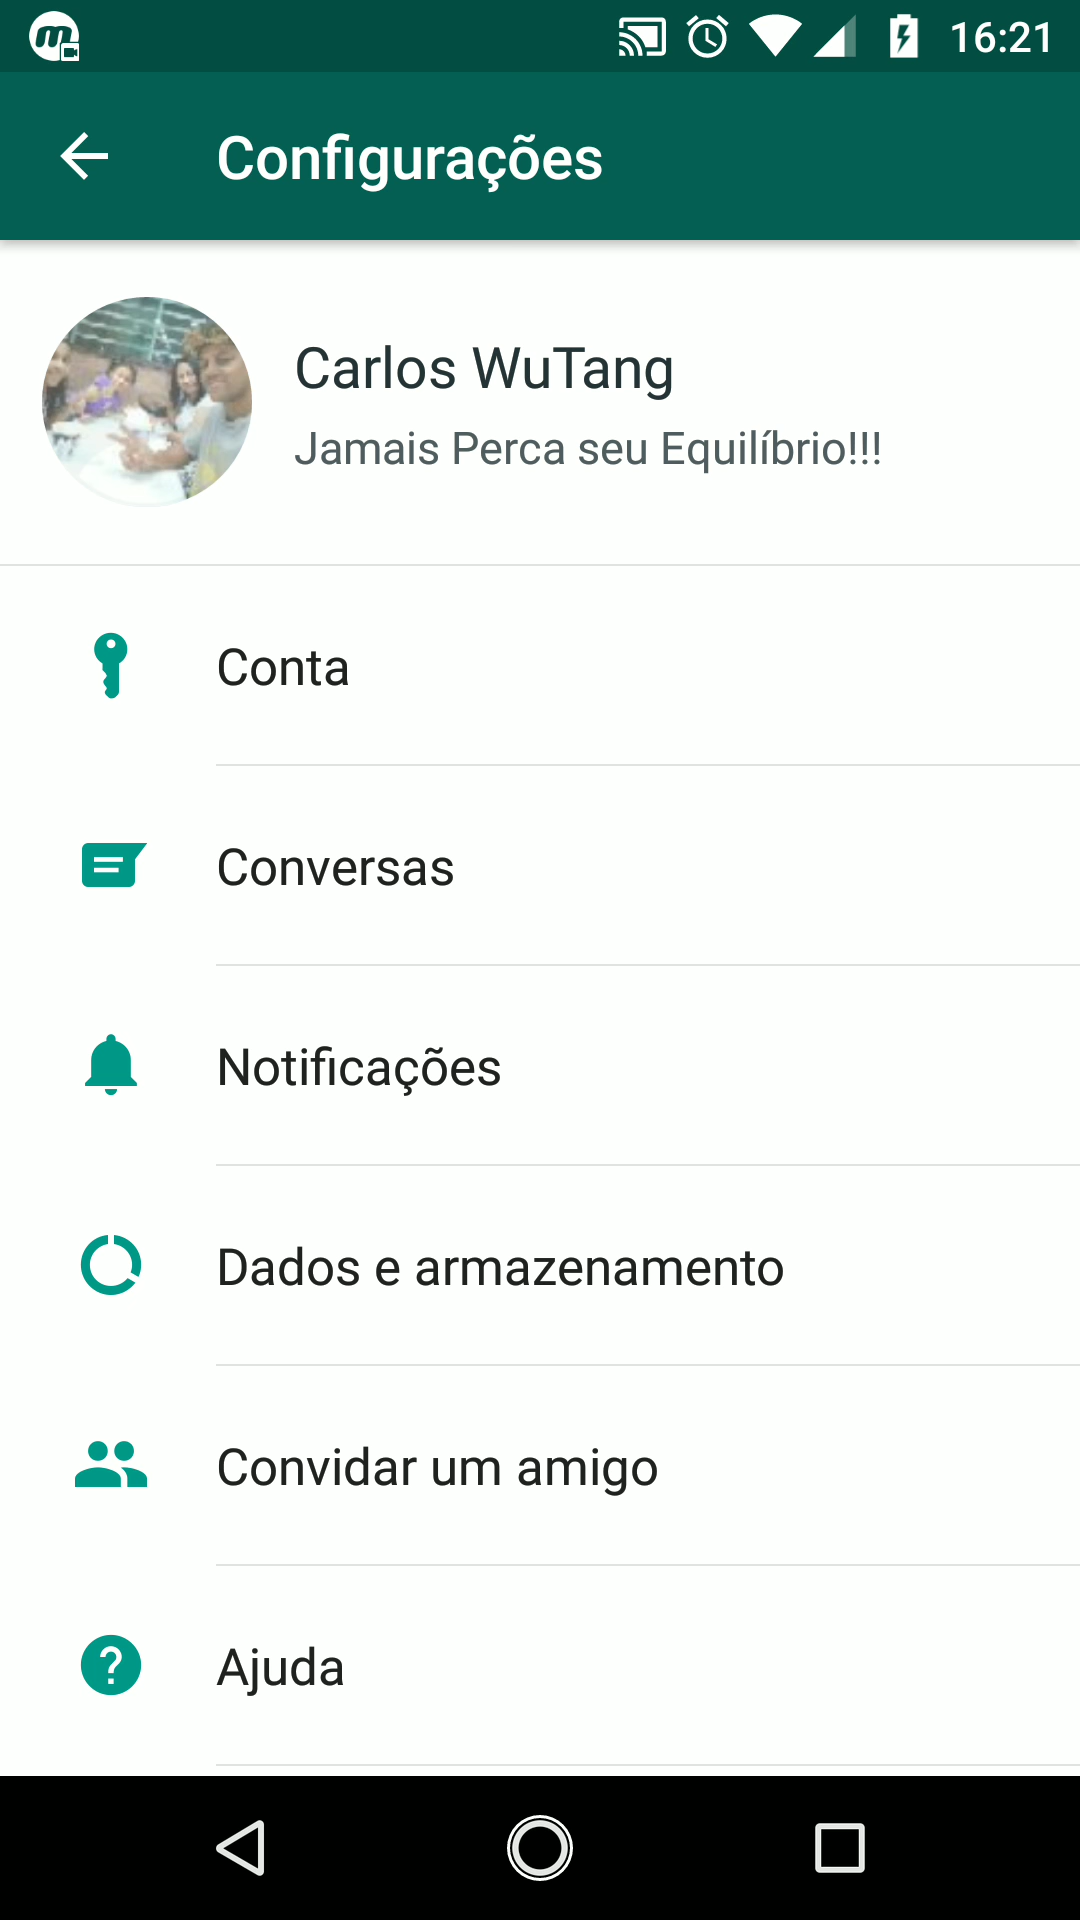 16:21
Configurações
Carlos WuTang
Jamais Perca seu Equilíbrio!!!
Conta
Conversas
Notificações
Dados e armazenamento
Convidar um amigo
Ajuda